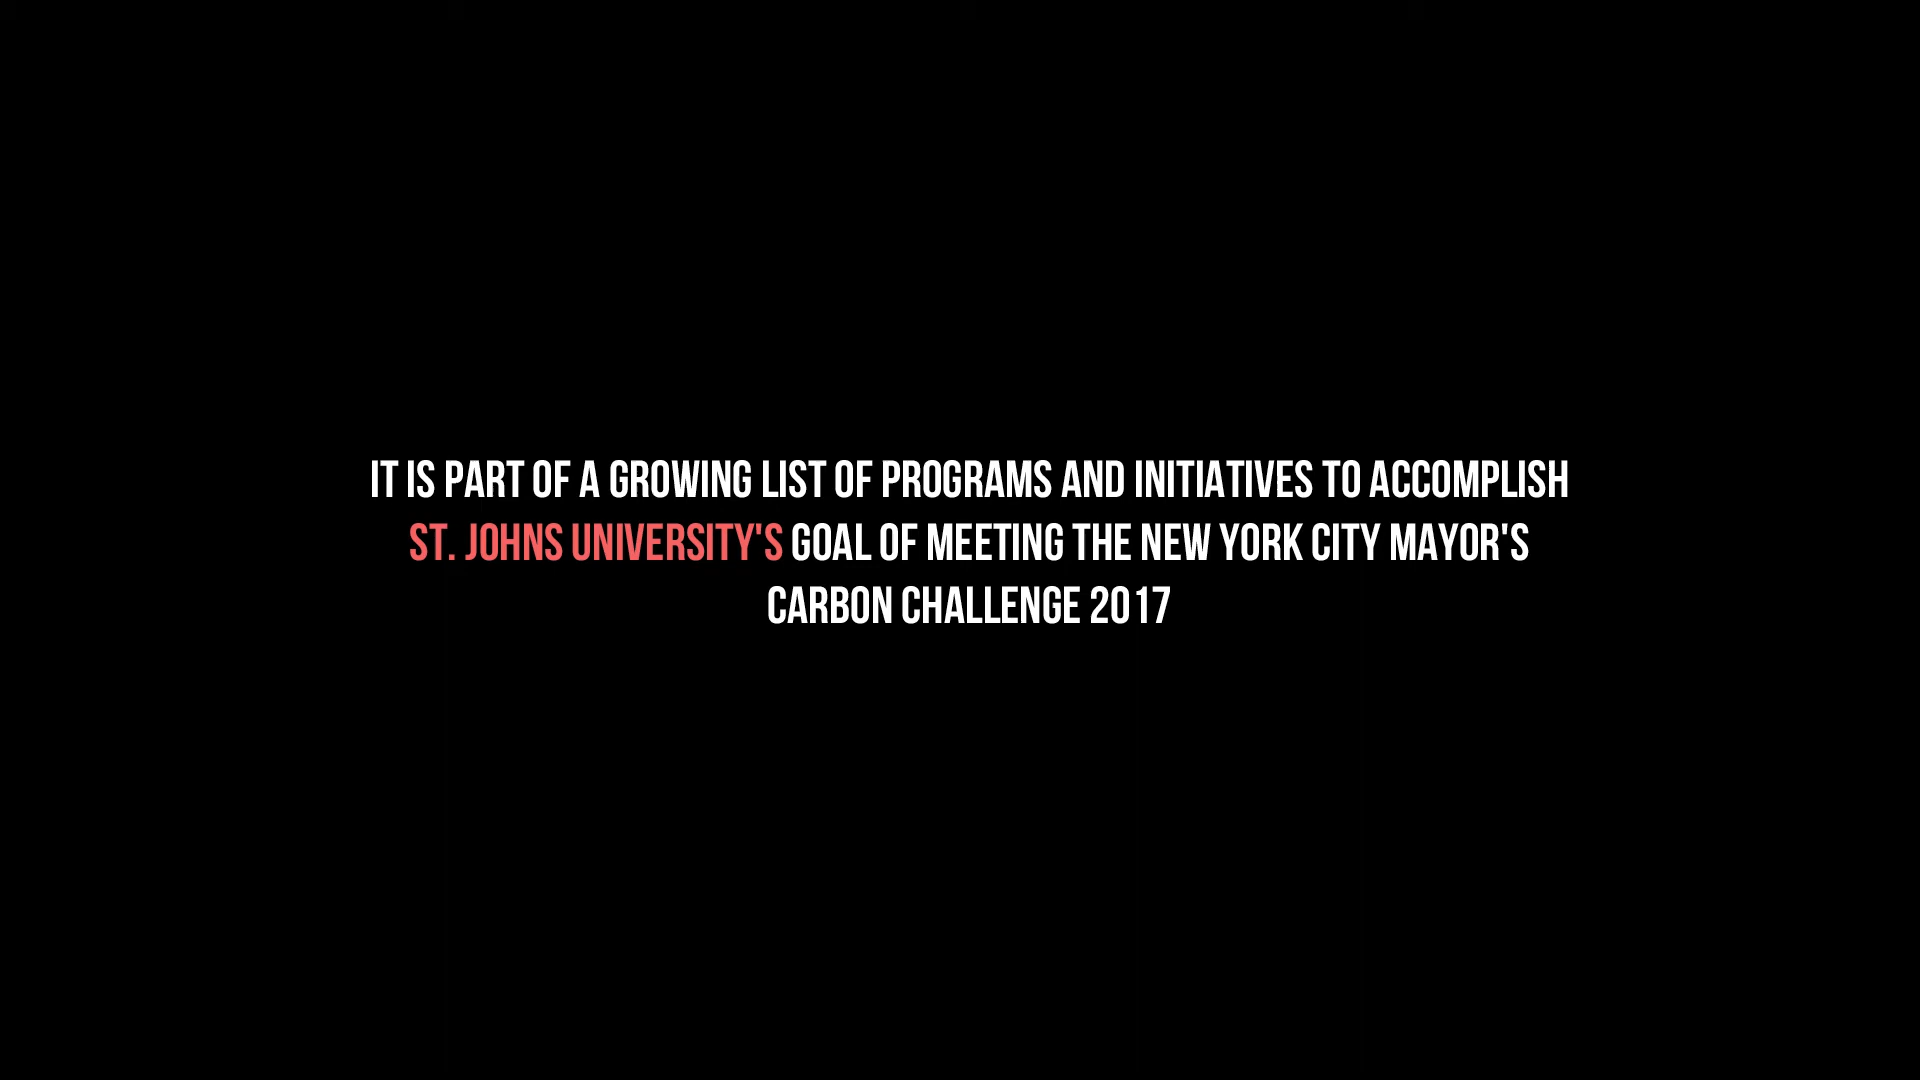 IT IS PART OF A GROWING LIST OF PROGRAMS AND INITIATIVES TO ACCOMPLISH
ST. JOHNS UNIVERSITY'S GOAL OF MEETING THE NEW YORK CITY MAYOR'S
CARBON CHALLENGE 2017